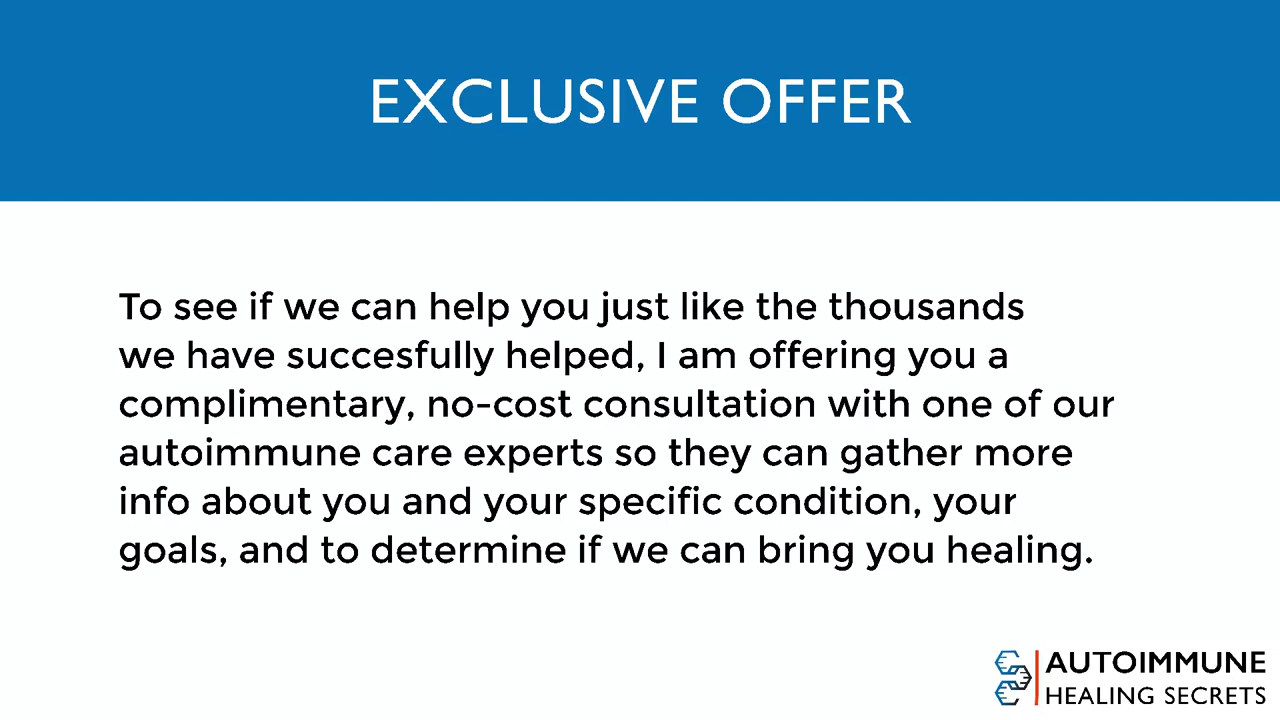 EXCLUSIVE OFFER
To see if we can help you just like the thousands
we have succesfully helped, I am offering you a
complimentary, no-cost consultation with one of our
autoimmune care experts so they can gather more
info about you and your specific condition, your
goals, and to determine if we can bring you healing.
AUTOIMMUNE
HEALING SECRETS